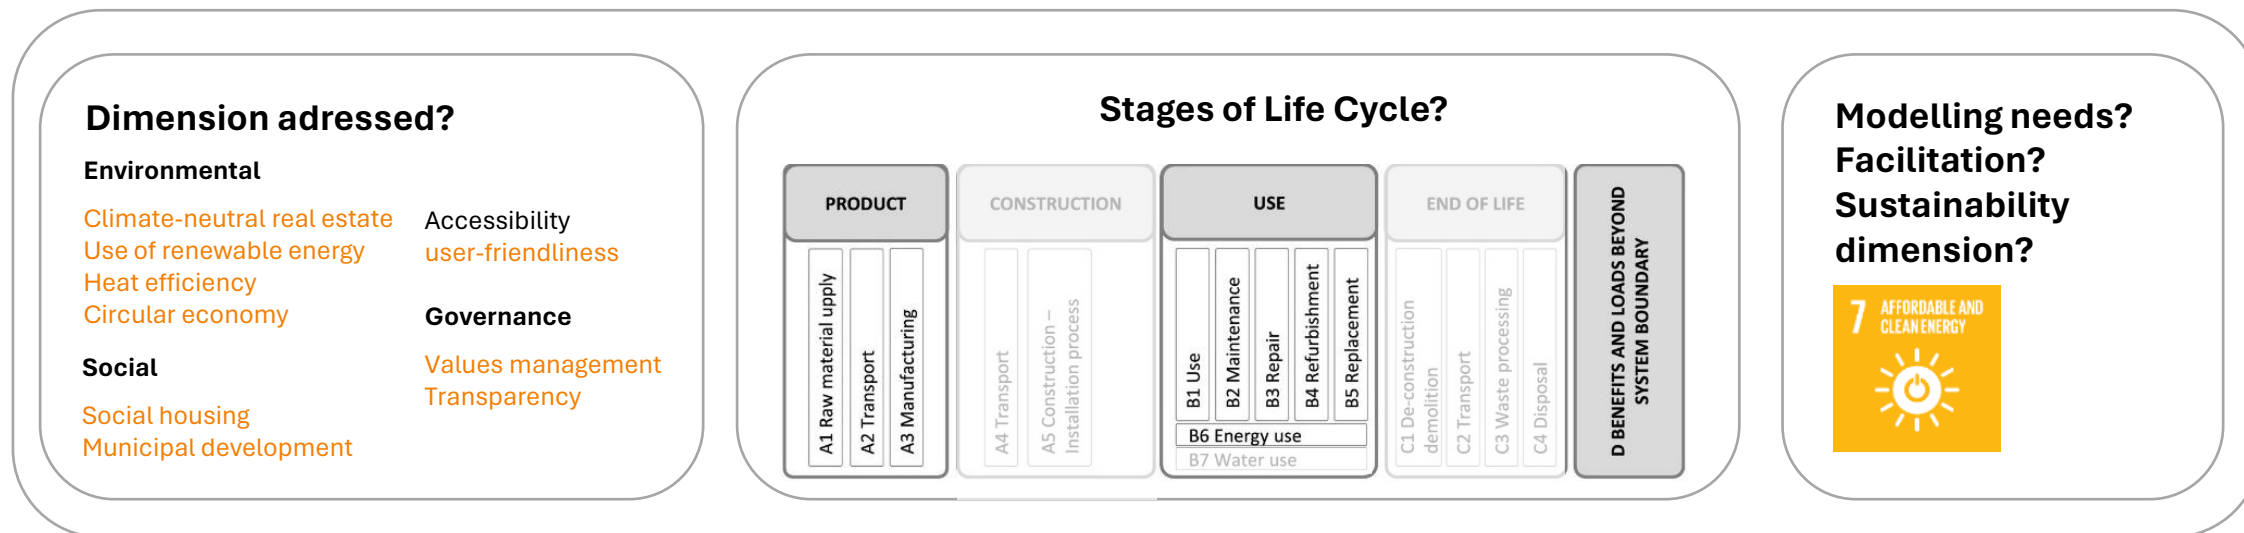 Dimension adressed?
Environmental
Climate-neutral real estate
Use of renewable energy
Heat efficiency
Circular economy
Social
Social housing
Municipal development
Accessibility
user-friendliness
Governance
Values management
Transparency
Stages of Life Cycle?
PRODUCT
A1 Raw material upply
A2 Transport
A3 Manufacturing
CONSTRUCTION
A4 Transport
A5 Construction –
Installation process
USE
B1 Use
B2 Maintenance
B3 Repair
B4 Refurbishment
B5 Replacement
B6 Energy use
B7 Water use
END OF LIFE
C1 De-construction
demolition
C2 Transport
C3 Waste processing
C4 Disposal
D BENEFITS AND LOADS BEYOND
SYSTEM BOUNDARY
Modelling needs?
Facilitation?
Sustainability
dimension?
7 AFFORDABLE AND
CLEAN ENERGY